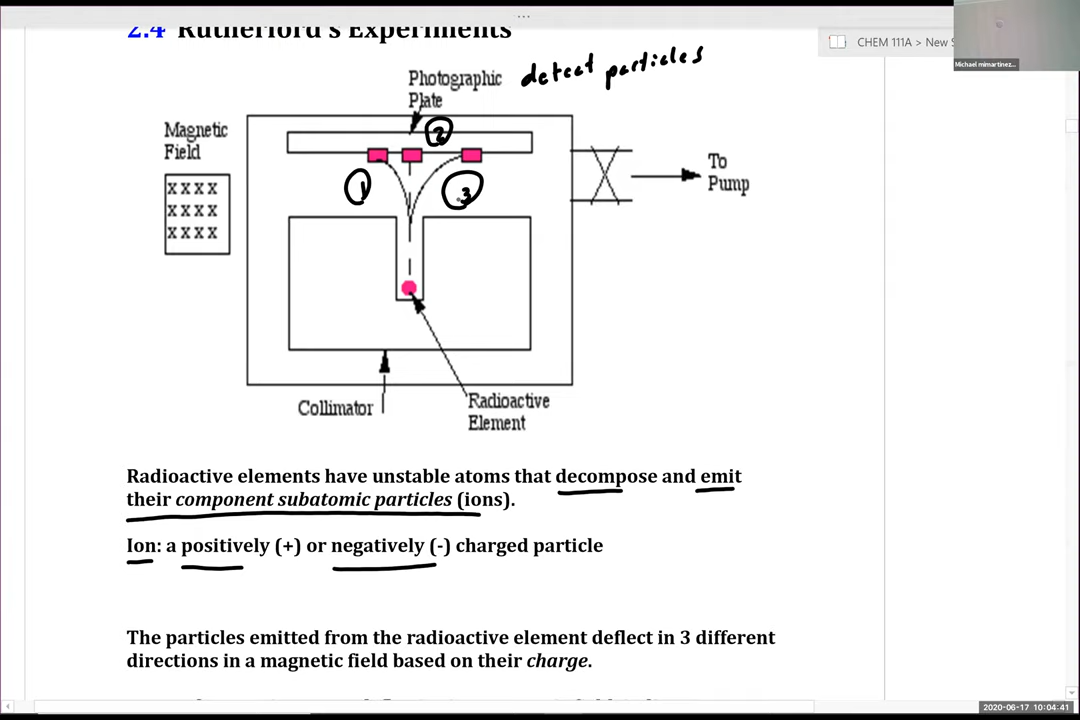 2.4 Rutherford's Experiments
CHEM 111A > New S
Michael mimartinez...
Photographic
Plate
detect particles
Magnetic
Field
X X X X
X X X X
X X X X
1
2
3
To
Pump
Collimator
Radioactive
Element
Radioactive elements have unstable atoms that decompose and emit
their component subatomic particles (ions).
Ion: a positively (+) or negatively (-) charged particle
The particles emitted from the radioactive element deflect in 3 different
directions in a magnetic field based on their charge.
2020-06-17 10:04:41